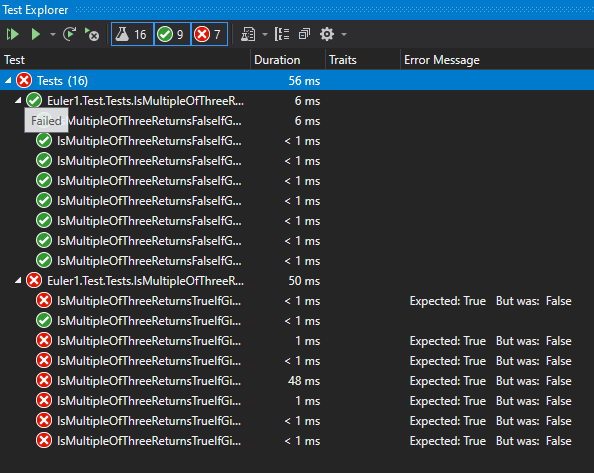 Test Explorer
16 9 7
Test Duration Traits Error Message
Tests (16) 56 ms
Euler1.Test.Tests.IsMultipleOfThreeR... 6 ms
Failed
sMultipleOfThreeReturnsFalseIfG... 6 ms
IsMultipleOfThreeReturnsFalseIfG... < 1 ms
IsMultipleOfThreeReturnsFalseIfG... < 1 ms
IsMultipleOfThreeReturnsFalseIfG... < 1 ms
IsMultipleOfThreeReturnsFalseIfG... < 1 ms
IsMultipleOfThreeReturnsFalseIfG... < 1 ms
IsMultipleOfThreeReturnsFalseIfG... < 1 ms
IsMultipleOfThreeReturnsFalseIfG... < 1 ms
Euler1.Test.Tests.IsMultipleOfThreeR... 50 ms
IsMultipleOfThreeReturnsTrueIfGi... < 1 ms Expected: True But was: False
IsMultipleOfThreeReturnsTrueIfGi... < 1 ms
IsMultipleOfThreeReturnsTrueIfGi... 1 ms Expected: True But was: False
IsMultipleOfThreeReturnsTrueIfGi... < 1 ms Expected: True But was: False
IsMultipleOfThreeReturnsTrueIfGi... 48 ms Expected: True But was: False
IsMultipleOfThreeReturnsTrueIfGi... 1 ms Expected: True But was: False
IsMultipleOfThreeReturnsTrueIfGi... < 1 ms Expected: True But was: False
IsMultipleOfThreeReturnsTrueIfGi... < 1 ms Expected: True But was: False